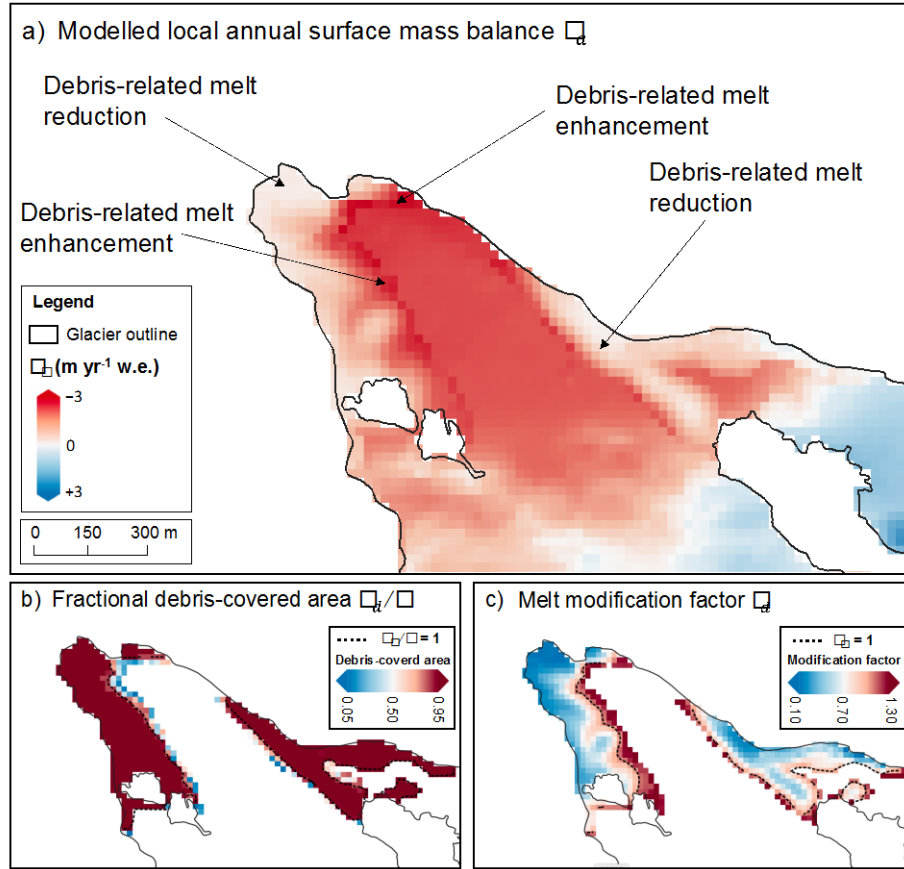 a) Modelled local annual surface mass balance □d
Debris-related melt
reduction
Debris-related melt
enhancement
Debris-related melt
reduction
Debris-related melt
enhancement
Legend
Glacier outline
□□ (m yr-1 w.e.)
−3
0
+3
0 150 300 m
b) Fractional debris-covered area □d/□
□□/□ = 1
Debris-coverd area
0.05 0.50 0.95
c) Melt modification factor □d
□□ = 1
Modification factor
0.10 0.70 1.30